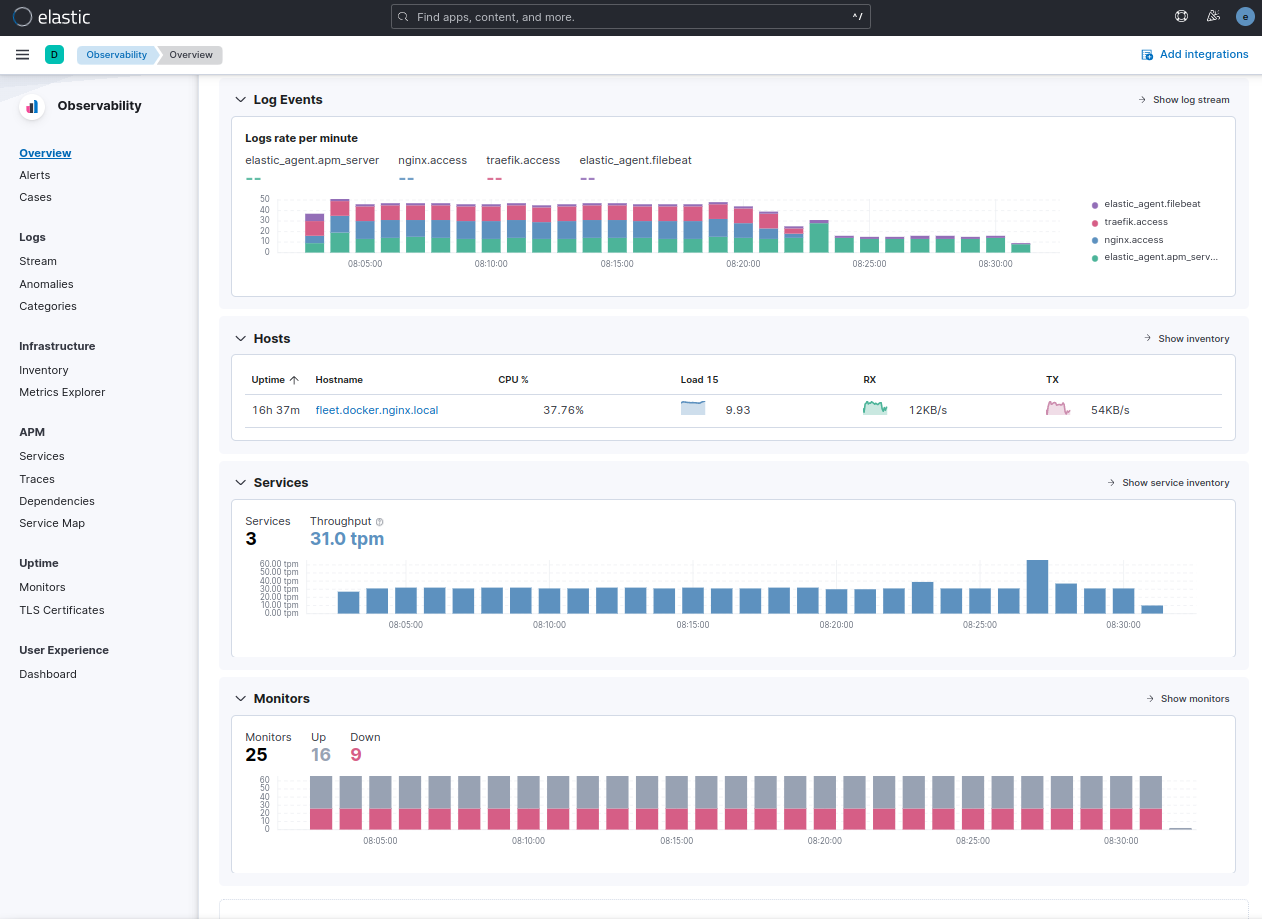 elastic
Find apps, content, and more.
^/
e
D
Observability
Overview
Add integrations
Observability
Overview
Alerts
Cases
Logs
Stream
Anomalies
Categories
Infrastructure
Inventory
Metrics Explorer
APM
Services
Traces
Dependencies
Service Map
Uptime
Monitors
TLS Certificates
User Experience
Dashboard
Log Events
Show log stream
Logs rate per minute
elastic_agent.apm_server nginx.access traefik.access elastic_agent.filebeat
-- -- -- --
50
40
30
20
10
0
08:05:00 08:10:00 08:15:00 08:20:00 08:25:00 08:30:00
elastic_agent.filebeat
traefik.access
nginx.access
elastic_agent.apm_serv...
Hosts
Show inventory
Uptime Hostname CPU % Load 15 RX TX
16h 37m fleet.docker.nginx.local 37.76% 9.93 12KB/s 54KB/s
Services
Show service inventory
Services Throughput
3 31.0 tpm
60.00 tpm
50.00 tpm
40.00 tpm
30.00 tpm
20.00 tpm
10.00 tpm
0.00 tpm
08:05:00 08:10:00 08:15:00 08:20:00 08:25:00 08:30:00
Monitors
Show monitors
Monitors Up Down
25 16 9
60
50
40
30
20
10
0
08:05:00 08:10:00 08:15:00 08:20:00 08:25:00 08:30:00